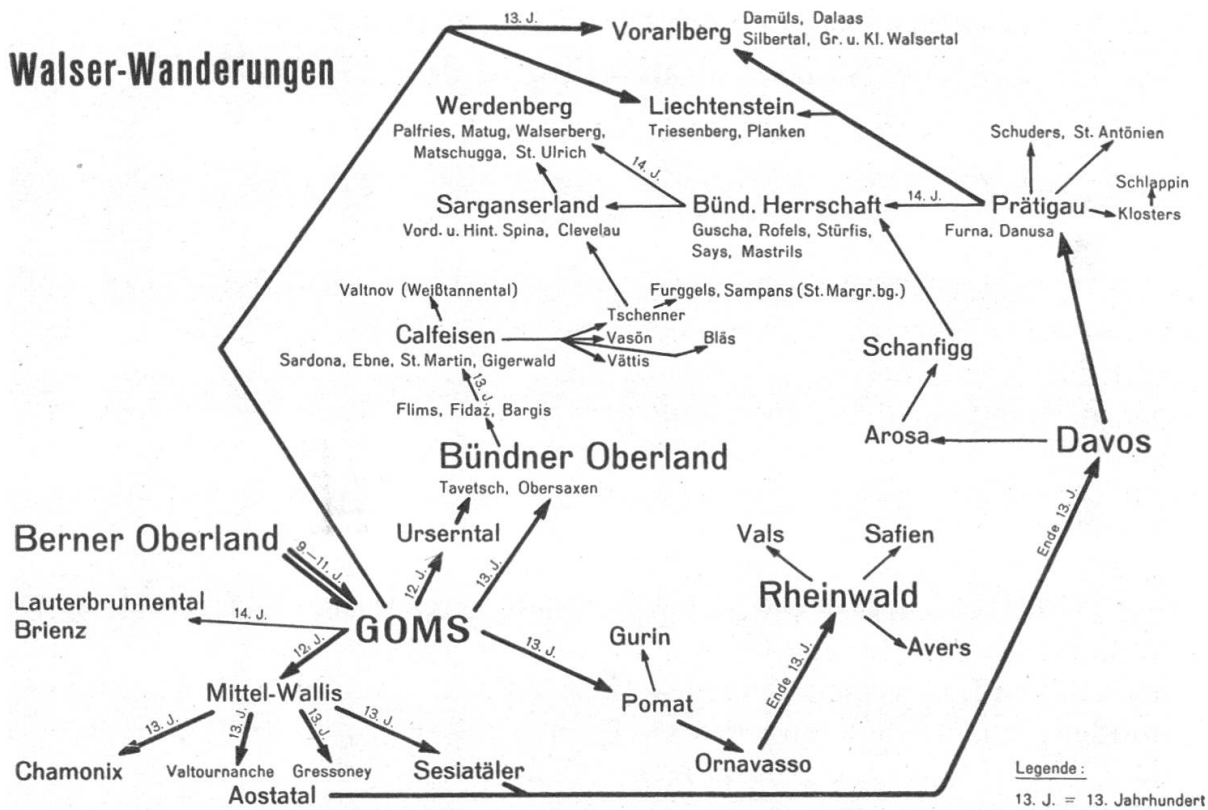 Walser-Wanderungen
13. J.
Vorarlberg
Damüls, Dalaas
Silbertal, Gr. u. Kl. Walsertal
Werdenberg
Palfries, Matug, Walserberg,
Matschugga, St. Ulrich
Liechtenstein
Triesenberg, Planken
Schuders, St. Antönien
Schlappin
Klosters
14. J.
Sarganserland
Vord. u. Hint. Spina, Clevelau
Bünd. Herrschaft
Guscha, Rofels, Stürfis,
Says, Mastrils
14. J.
Prätigau
Furna, Danusa
Valtnov (Weißtannental)
Furggels, Sampans (St. Margr. bg.)
Tschenner
Calfeisen
Sardona, Ebne, St. Martin, Gigerwald
Vasön
Vättis
Bläs
Schanfigg
13. J.
Flims, Fidaz, Bargis
Arosa
Davos
Bündner Oberland
Tavetsch, Obersaxen
Urserntal
Berner Oberland
9.–11. J.
12. J.
13. J.
Vals
Safien
Ende 13. J.
Rheinwald
Lauterbrunnental
Brienz
14. J.
GOMS
13. J.
Gurin
Avers
12. J.
Mittel-Wallis
Pomat
Ende 13. J.
13. J.
13. J.
13. J.
13. J.
Chamonix
Valtournanche
Gressoney
Aostatal
Sesiatäler
Ornavasso
Legende:
13. J. = 13. Jahrhundert